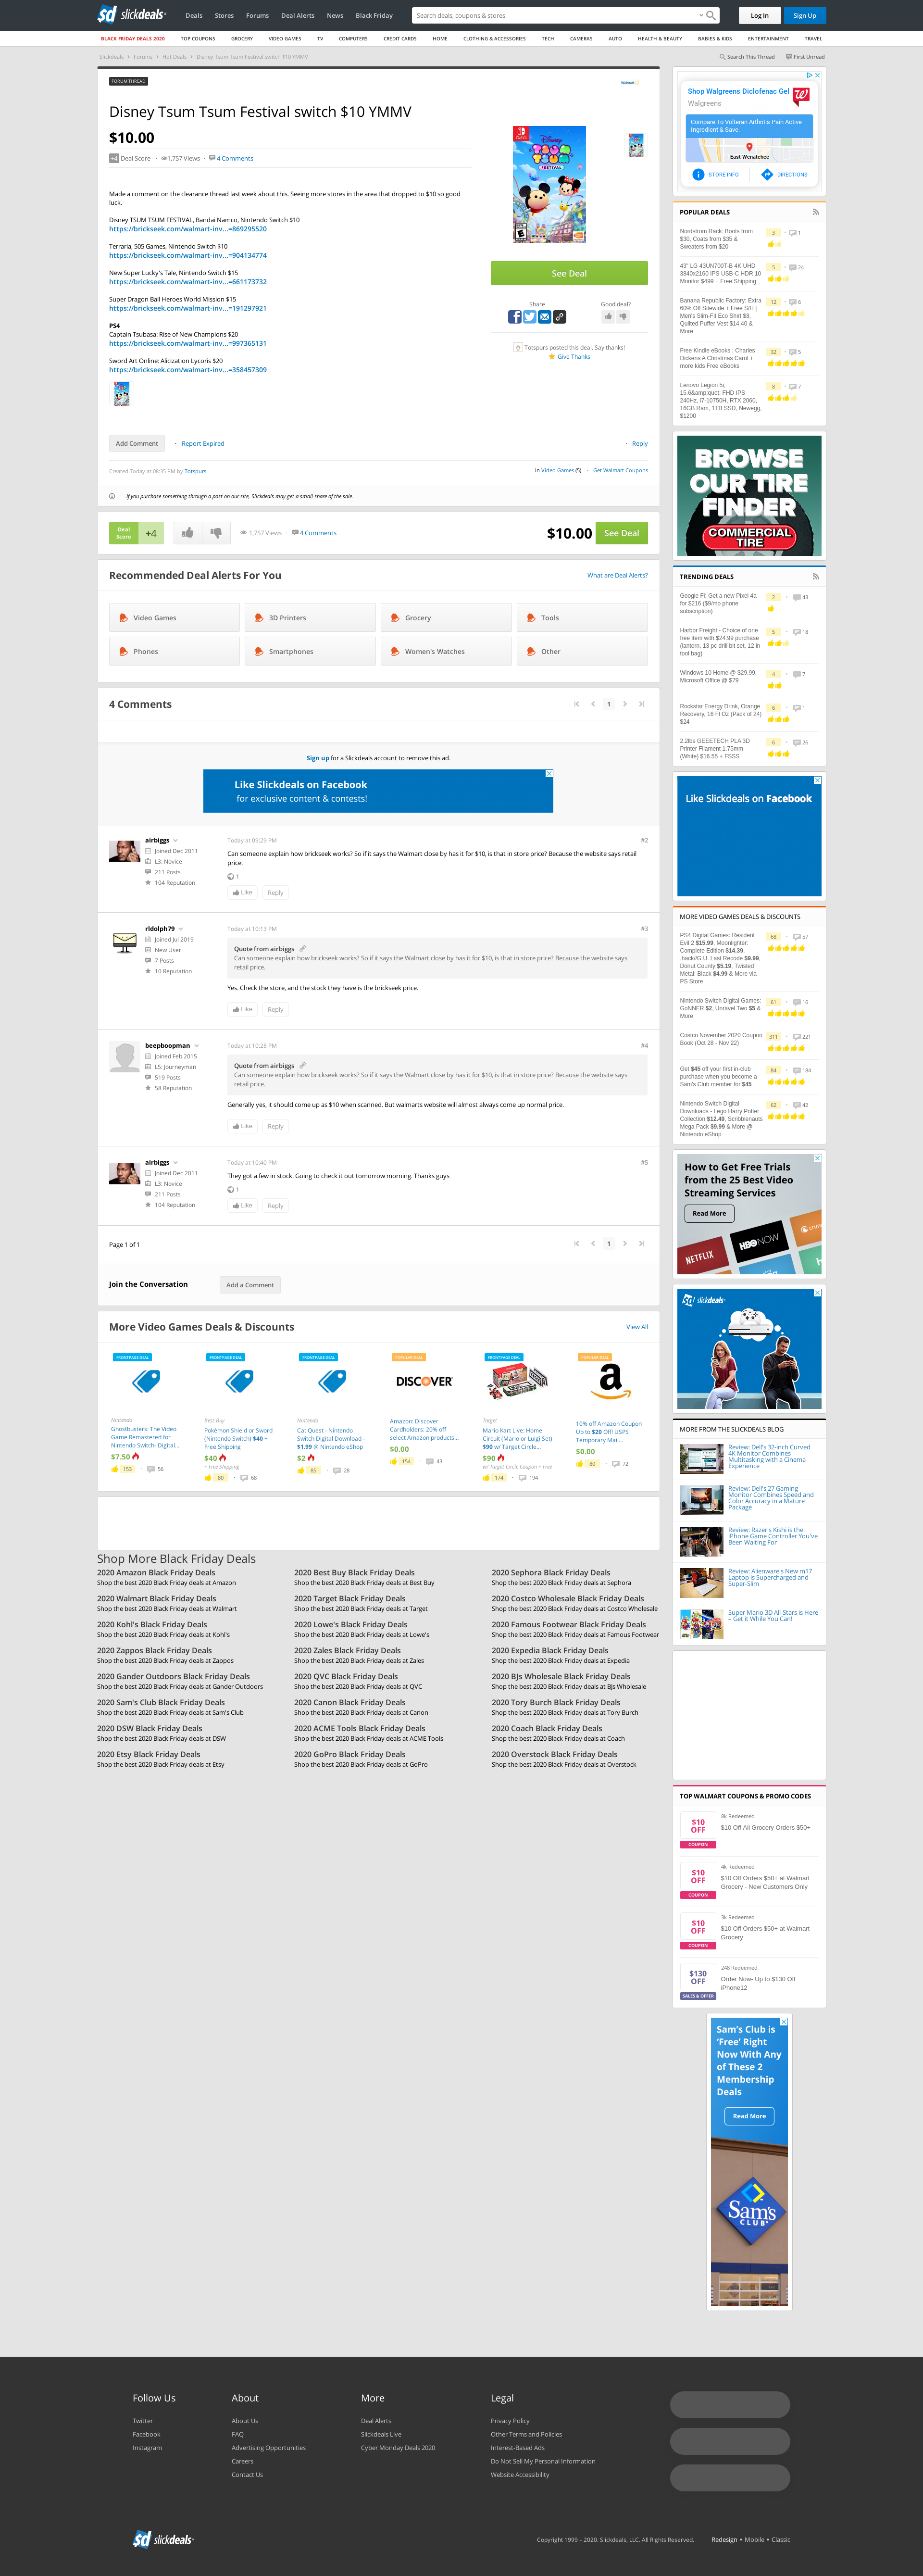 sd slickdeals
Deals
Stores
Forums
Deal Alerts
News
Black Friday
Search deals, coupons & stores
Log In
Sign Up
BLACK FRIDAY DEALS 2020
TOP COUPONS
GROCERY
VIDEO GAMES
TV
COMPUTERS
CREDIT CARDS
HOME
CLOTHING & ACCESSORIES
TECH
CAMERAS
AUTO
HEALTH & BEAUTY
BABIES & KIDS
ENTERTAINMENT
TRAVEL
Slickdeals > Forums > Hot Deals > Disney Tsum Tsum Festival switch $10 YMMV
Search This Thread
First Unread
FORUM THREAD
Walmart
Disney Tsum Tsum Festival switch $10 YMMV
$10.00
+4 Deal Score
1,757 Views
4 Comments
Made a comment on the clearance thread last week about this. Seeing more stores in the area that dropped to $10 so good
luck.
Disney TSUM TSUM FESTIVAL, Bandai Namco, Nintendo Switch $10
https://brickseek.com/walmart-inv...=869295520
Terraria, 505 Games, Nintendo Switch $10
https://brickseek.com/walmart-inv...=904134774
New Super Lucky's Tale, Nintendo Switch $15
https://brickseek.com/walmart-inv...=661173732
Super Dragon Ball Heroes World Mission $15
https://brickseek.com/walmart-inv...=191297921
PS4
Captain Tsubasa: Rise of New Champions $20
https://brickseek.com/walmart-inv...=997365131
Sword Art Online: Alicization Lycoris $20
https://brickseek.com/walmart-inv...=358457309
See Deal
Share
Good deal?
Totspurs posted this deal. Say thanks!
Give Thanks
Add Comment
Report Expired
Reply
Created Today at 08:35 PM by Totspurs
in Video Games (5)
Get Walmart Coupons
If you purchase something through a post on our site, Slickdeals may get a small share of the sale.
Deal
Score
+4
1,757 Views
4 Comments
$10.00
See Deal
Recommended Deal Alerts For You
What are Deal Alerts?
Video Games
3D Printers
Grocery
Tools
Phones
Smartphones
Women's Watches
Other
4 Comments
1
Sign up for a Slickdeals account to remove this ad.
Like Slickdeals on Facebook
for exclusive content & contests!
airbiggs
Joined Dec 2011
L3: Novice
211 Posts
104 Reputation
Today at 09:29 PM
#2
Can someone explain how brickseek works? So if it says the Walmart close by has it for $10, is that in store price? Because the website says retail
price.
1
Like
Reply
rldolph79
Joined Jul 2019
New User
7 Posts
10 Reputation
Today at 10:13 PM
#3
Quote from airbiggs
Can someone explain how brickseek works? So if it says the Walmart close by has it for $10, is that in store price? Because the website says
retail price.
Yes. Check the store, and the stock they have is the brickseek price.
Like
Reply
beepboopman
Joined Feb 2015
L5: Journeyman
519 Posts
58 Reputation
Today at 10:28 PM
#4
Quote from airbiggs
Can someone explain how brickseek works? So if it says the Walmart close by has it for $10, is that in store price? Because the website says
retail price.
Generally yes, it should come up as $10 when scanned. But walmarts website will almost always come up normal price.
Like
Reply
airbiggs
Joined Dec 2011
L3: Novice
211 Posts
104 Reputation
Today at 10:40 PM
#5
They got a few in stock. Going to check it out tomorrow morning. Thanks guys
1
Like
Reply
Page 1 of 1
1
Join the Conversation
Add a Comment
More Video Games Deals & Discounts
View All
FRONTPAGE DEAL
Nintendo
Ghostbusters: The Video
Game Remastered for
Nintendo Switch- Digital...
$7.50
153
56
FRONTPAGE DEAL
Best Buy
Pokémon Shield or Sword
(Nintendo Switch) $40 +
Free Shipping
$40
+ Free Shipping
80
68
FRONTPAGE DEAL
Nintendo
Cat Quest - Nintendo
Switch Digital Download -
$1.99 @ Nintendo eShop
$2
85
28
POPULAR DEAL
DISCOVER
Amazon: Discover
Cardholders: 20% off
select Amazon products...
$0.00
154
43
FRONTPAGE DEAL
Target
Mario Kart Live: Home
Circuit (Mario or Luigi Set)
$90 w/ Target Circle...
$90
w/ Target Circle Coupon + Free
174
194
POPULAR DEAL
a
10% off Amazon Coupon
Up to $20 Off: USPS
Temporary Mail...
$0.00
80
72
Shop More Black Friday Deals
2020 Amazon Black Friday Deals
Shop the best 2020 Black Friday deals at Amazon
2020 Best Buy Black Friday Deals
Shop the best 2020 Black Friday deals at Best Buy
2020 Sephora Black Friday Deals
Shop the best 2020 Black Friday deals at Sephora
2020 Walmart Black Friday Deals
Shop the best 2020 Black Friday deals at Walmart
2020 Target Black Friday Deals
Shop the best 2020 Black Friday deals at Target
2020 Costco Wholesale Black Friday Deals
Shop the best 2020 Black Friday deals at Costco Wholesale
2020 Kohl's Black Friday Deals
Shop the best 2020 Black Friday deals at Kohl's
2020 Lowe's Black Friday Deals
Shop the best 2020 Black Friday deals at Lowe's
2020 Famous Footwear Black Friday Deals
Shop the best 2020 Black Friday deals at Famous Footwear
2020 Zappos Black Friday Deals
Shop the best 2020 Black Friday deals at Zappos
2020 Zales Black Friday Deals
Shop the best 2020 Black Friday deals at Zales
2020 Expedia Black Friday Deals
Shop the best 2020 Black Friday deals at Expedia
2020 Gander Outdoors Black Friday Deals
Shop the best 2020 Black Friday deals at Gander Outdoors
2020 QVC Black Friday Deals
Shop the best 2020 Black Friday deals at QVC
2020 BJs Wholesale Black Friday Deals
Shop the best 2020 Black Friday deals at BJs Wholesale
2020 Sam's Club Black Friday Deals
Shop the best 2020 Black Friday deals at Sam's Club
2020 Canon Black Friday Deals
Shop the best 2020 Black Friday deals at Canon
2020 Tory Burch Black Friday Deals
Shop the best 2020 Black Friday deals at Tory Burch
2020 DSW Black Friday Deals
Shop the best 2020 Black Friday deals at DSW
2020 ACME Tools Black Friday Deals
Shop the best 2020 Black Friday deals at ACME Tools
2020 Coach Black Friday Deals
Shop the best 2020 Black Friday deals at Coach
2020 Etsy Black Friday Deals
Shop the best 2020 Black Friday deals at Etsy
2020 GoPro Black Friday Deals
Shop the best 2020 Black Friday deals at GoPro
2020 Overstock Black Friday Deals
Shop the best 2020 Black Friday deals at Overstock
Shop Walgreens Diclofenac Gel
Walgreens
Compare To Volteran Arthritis Pain Active
Ingredient & Save.
East Wenatchee
STORE INFO
DIRECTIONS
POPULAR DEALS
Nordstrom Rack: Boots from
$30, Coats from $35 &
Sweaters from $20
3
1
43" LG 43UN700T-B 4K UHD
3840x2160 IPS USB-C HDR 10
Monitor $499 + Free Shipping
5
24
Banana Republic Factory: Extra
60% Off Sitewide + Free S/H |
Men's Slim-Fit Eco Shirt $8,
Quilted Puffer Vest $14.40 &
More
12
6
Free Kindle eBooks : Charles
Dickens A Christmas Carol +
more kids Free eBooks
32
5
Lenovo Legion 5i,
15.6&amp;quot; FHD IPS
240Hz, i7-10750H, RTX 2060,
16GB Ram, 1TB SSD, Newegg,
$1200
8
7
BROWSE
OUR TIRE
FINDER
COMMERCIAL
TIRE
TRENDING DEALS
Google Fi: Get a new Pixel 4a
for $216 ($9/mo phone
subscription)
2
43
Harbor Freight - Choice of one
free item with $24.99 purchase
(lantern, 13 pc drill bit set, 12 in
tool bag)
5
18
Windows 10 Home @ $29.99,
Microsoft Office @ $79
4
7
Rockstar Energy Drink, Orange
Recovery, 16 Fl Oz (Pack of 24)
$24
6
1
2.2lbs GEEETECH PLA 3D
Printer Filament 1.75mm
(White) $16.55 + FSSS
6
26
Like Slickdeals on Facebook
MORE VIDEO GAMES DEALS & DISCOUNTS
PS4 Digital Games: Resident
Evil 2 $15.99, Moonlighter:
Complete Edition $14.39,
.hack//G.U. Last Recode $9.99,
Donut County $5.19, Twisted
Metal: Black $4.99 & More via
PS Store
68
57
Nintendo Switch Digital Games:
GoNNER $2, Unravel Two $5 &
More
61
16
Costco November 2020 Coupon
Book (Oct 28 - Nov 22)
311
221
Get $45 off your first in-club
purchase when you become a
Sam's Club member for $45
84
184
Nintendo Switch Digital
Downloads - Lego Harry Potter
Collection $12.49, Scribblenauts
Mega Pack $9.99 & More @
Nintendo eShop
62
42
How to Get Free Trials
from the 25 Best Video
Streaming Services
Read More
NETFLIX
HBO NOW
hulu
sd slickdeals
MORE FROM THE SLICKDEALS BLOG
Review: Dell's 32-inch Curved
4K Monitor Combines
Multitasking with a Cinema
Experience
Review: Dell's 27 Gaming
Monitor Combines Speed and
Color Accuracy in a Mature
Package
Review: Razer's Kishi is the
iPhone Game Controller You've
Been Waiting For
Review: Alienware's New m17
Laptop is Supercharged and
Super-Slim
Super Mario 3D All-Stars is Here
– Get it While You Can!
TOP WALMART COUPONS & PROMO CODES
$10
OFF
COUPON
8k Redeemed
$10 Off All Grocery Orders $50+
$10
OFF
COUPON
4k Redeemed
$10 Off Orders $50+ at Walmart
Grocery - New Customers Only
$10
OFF
COUPON
3k Redeemed
$10 Off Orders $50+ at Walmart
Grocery
$130
OFF
SALES & OFFER
248 Redeemed
Order Now- Up to $130 Off
iPhone12
Sam's Club is
'Free' Right
Now With Any
of These 2
Membership
Deals
Read More
Sam's
CLUB
Follow Us
Twitter
Facebook
Instagram
About
About Us
FAQ
Advertising Opportunities
Careers
Contact Us
More
Deal Alerts
Slickdeals Live
Cyber Monday Deals 2020
Legal
Privacy Policy
Other Terms and Policies
Interest-Based Ads
Do Not Sell My Personal Information
Website Accessibility
sd slickdeals
Copyright 1999 – 2020. Slickdeals, LLC. All Rights Reserved.
Redesign • Mobile • Classic